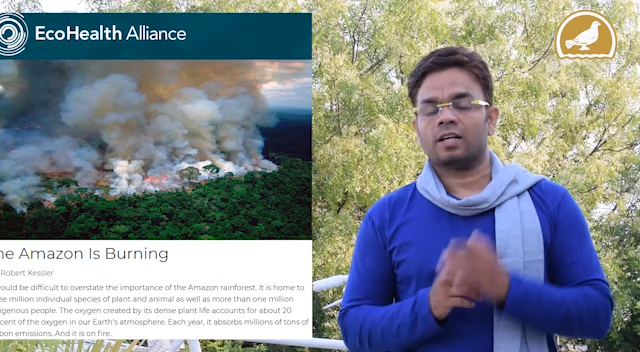 EcoHealth Alliance
he Amazon Is Burning
Robert Kessler
ould be difficult to overstate the importance of the Amazon rainforest. It is home to
ee million individual species of plant and animal as well as more than one million
igenous people. The oxygen created by its dense plant life accounts for about 20
cent of the oxygen in our Earth's atmosphere. Each year, it absorbs millions of tons of
bon emissions. And it is on fire.